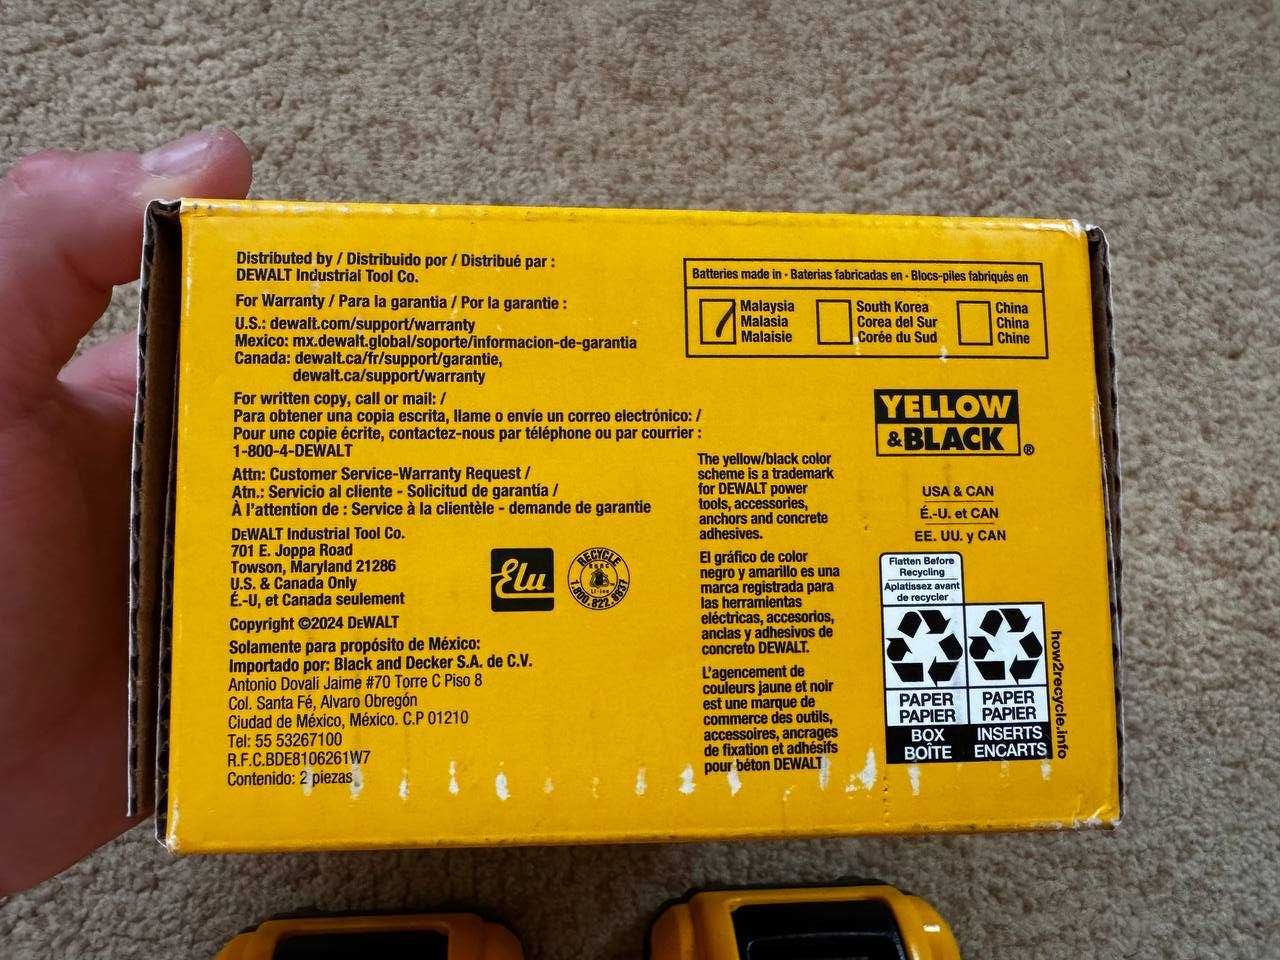 Distributed by / Distribuido por / Distribué par :
DEWALT Industrial Tool Co.
For Warranty / Para la garantia / Por la garantie :
U.S.: dewalt.com/support/warranty
Mexico: mx.dewalt.global/soporte/informacion-de-garantia
Canada: dewalt.ca/fr/support/garantie,
dewalt.ca/support/warranty
For written copy, call or mail: /
Para obtener una copia escrita, llame o envie un correo electrónico: /
Pour une copie écrite, contactez-nous par téléphone ou par courrier :
1-800-4-DEWALT
Attn: Customer Service-Warranty Request /
Atn.: Servicio al cliente - Solicitud de garantía /
À l'attention de : Service à la clientèle - demande de garantie
DEWALT Industrial Tool Co.
701 E. Joppa Road
Towson, Maryland 21286
U.S. & Canada Only
É.-U, et Canada seulement
Copyright ©2024 DEWALT
Solamente para propósito de México:
Importado por: Black and Decker S.A. de C.V.
Antonio Dovali Jaime #70 Torre C Piso 8
Col. Santa Fé, Alvaro Obregón
Ciudad de México, México. C.P 01210
Tel: 55 53267100
R.F.C.BDE8106261W7
Contenido: 2 piezas
Elu
RECYCLE
RBRC
Li-ion
1.800.822.8837
Batteries made in · Baterias fabricadas en · Blocs-piles fabriqués en
Malaysia
Malasia
Malaisie
South Korea
Corea del Sur
Corée du Sud
China
China
Chine
YELLOW
&BLACK®
The yellow/black color
scheme is a trademark
for DEWALT power
tools, accessories,
anchors and concrete
adhesives.
El gráfico de color
negro y amarillo es una
marca registrada para
las herramientas
eléctricas, accesorios,
anclas y adhesivos de
concreto DEWALT.
L'agencement de
couleurs jaune et noir
est une marque de
commerce des outils,
accessoires, ancrages
de fixation et adhésifs
pour béton DEWALT
USA & CAN
É.-U. et CAN
EE. UU. y CAN
Flatten Before
Recycling
Aplatissez avant
de recycler
PAPER
PAPIER
BOX
BOÎTE
PAPER
PAPIER
INSERTS
ENCARTS
how2recycle.info